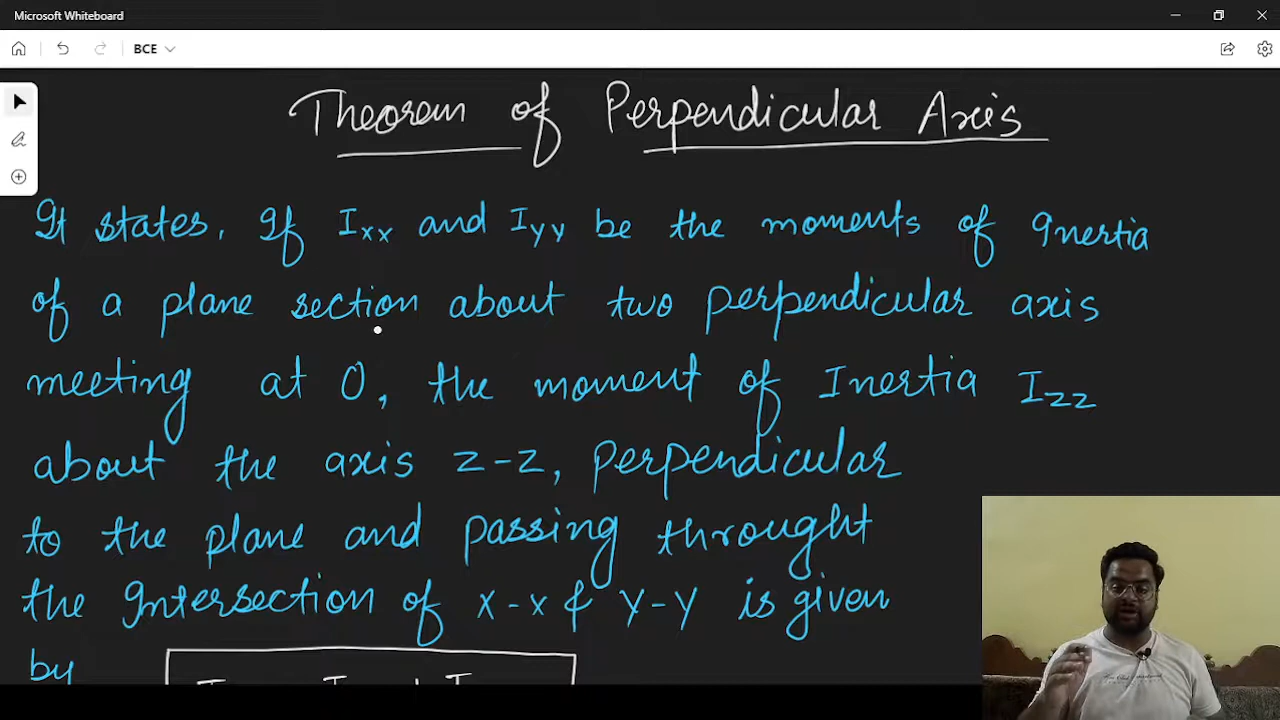 Microsoft Whiteboard
BCE
Theorem of Perpendicular Axis
It states, If Ixx and Iyy be the moments of Inertia
of a plane section about two perpendicular axis
meeting at O, the moment of Inertia Izz
about the axis z-z, perpendicular
to the plane and passing throught
the Intersection of x-x & y-y is given
by